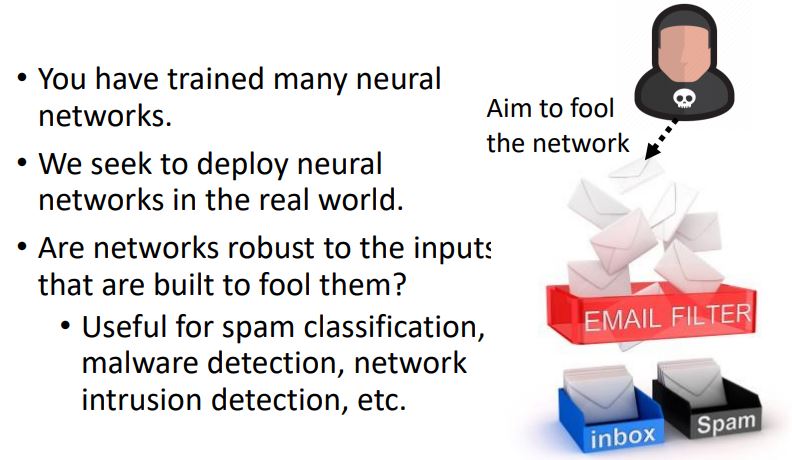 • You have trained many neural
networks.
• We seek to deploy neural
networks in the real world.
• Are networks robust to the inputs
that are built to fool them?
• Useful for spam classification,
malware detection, network
intrusion detection, etc.
Aim to fool
the network
EMAIL FILTER
inbox
Spam